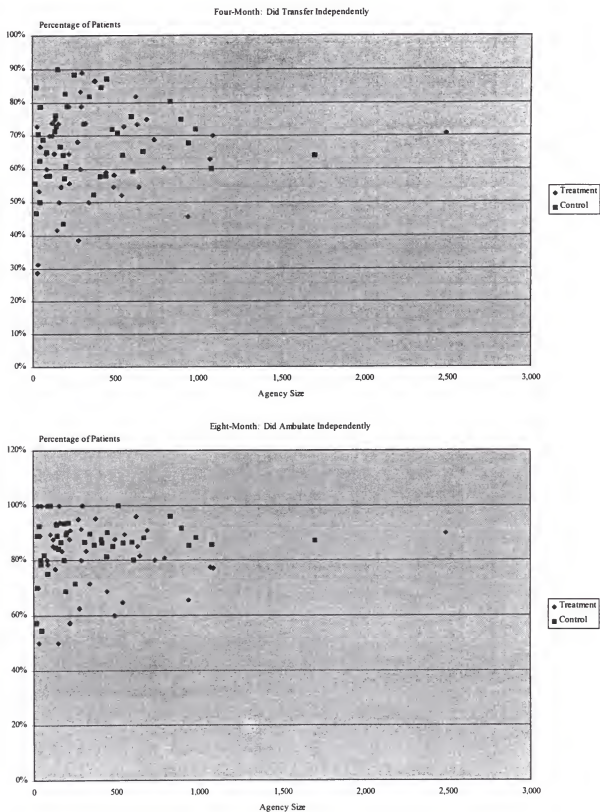 Four-Month: Did Transfer Independently
Percentage of Patients
100%
90%
80%
70%
60%
50%
40%
30%
20%
10%
0%
0 500 1,000 1,500 2,000 2,500 3,000
Agency Size
Treatment
Control
Eight-Month: Did Ambulate Independently
Percentage of Patients
120%
100%
80%
60%
40%
20%
0%
0 500 1,000 1,500 2,000 2,500 3,000
Agency Size
Treatment
Control